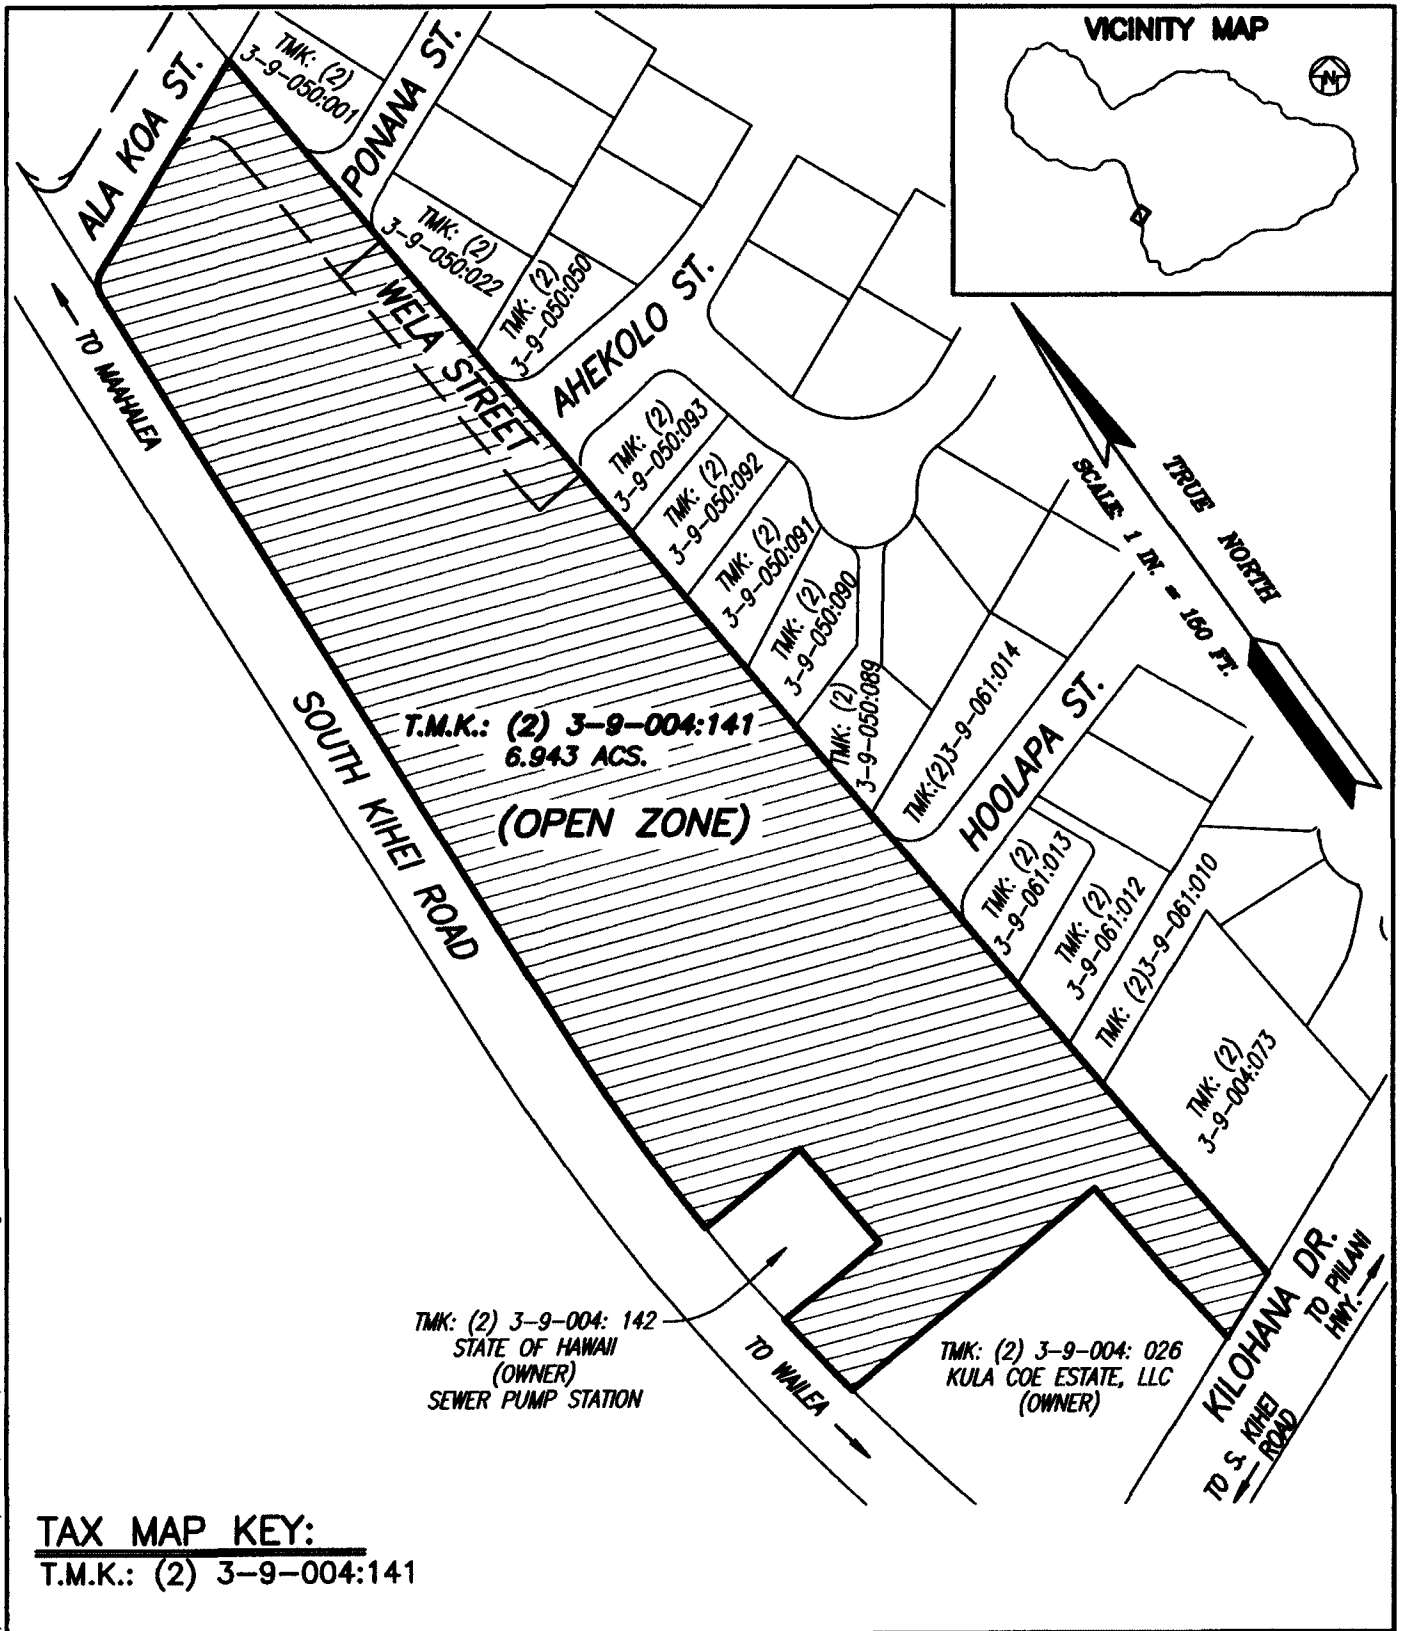 VICINITY MAP
N
ALA KOA ST.
TMK: (2)
3-9-050:001
PONANA ST.
TMK: (2)
3-9-050:022
TMK: (2)
3-9-050:050
AHEKOLO ST.
WELA STREET
TO MAAHALEA
TMK: (2)
3-9-050:093
TMK: (2)
3-9-050:092
TMK: (2)
3-9-050:091
TMK: (2)
3-9-050:090
TMK: (2)
3-9-050:089
TMK:(2)3-9-061:014
HOOLAPA ST.
TRUE NORTH
SCALE: 1 IN. = 150 FT.
SOUTH KIHEI ROAD
T.M.K.: (2) 3-9-004:141
6.943 ACS.
(OPEN ZONE)
TMK: (2)
3-9-061:013
TMK: (2)
3-9-061:012
TMK: (2)3-9-061:010
TMK: (2)
3-9-004:073
TMK: (2) 3-9-004: 142
STATE OF HAWAII
(OWNER)
SEWER PUMP STATION
TO WAILEA
TMK: (2) 3-9-004: 026
KULA COE ESTATE, LLC
(OWNER)
KILOHANA DR.
TO PIILANI
HWY.
TO S. KIHEI
ROAD
TAX MAP KEY:
T.M.K.: (2) 3-9-004:141